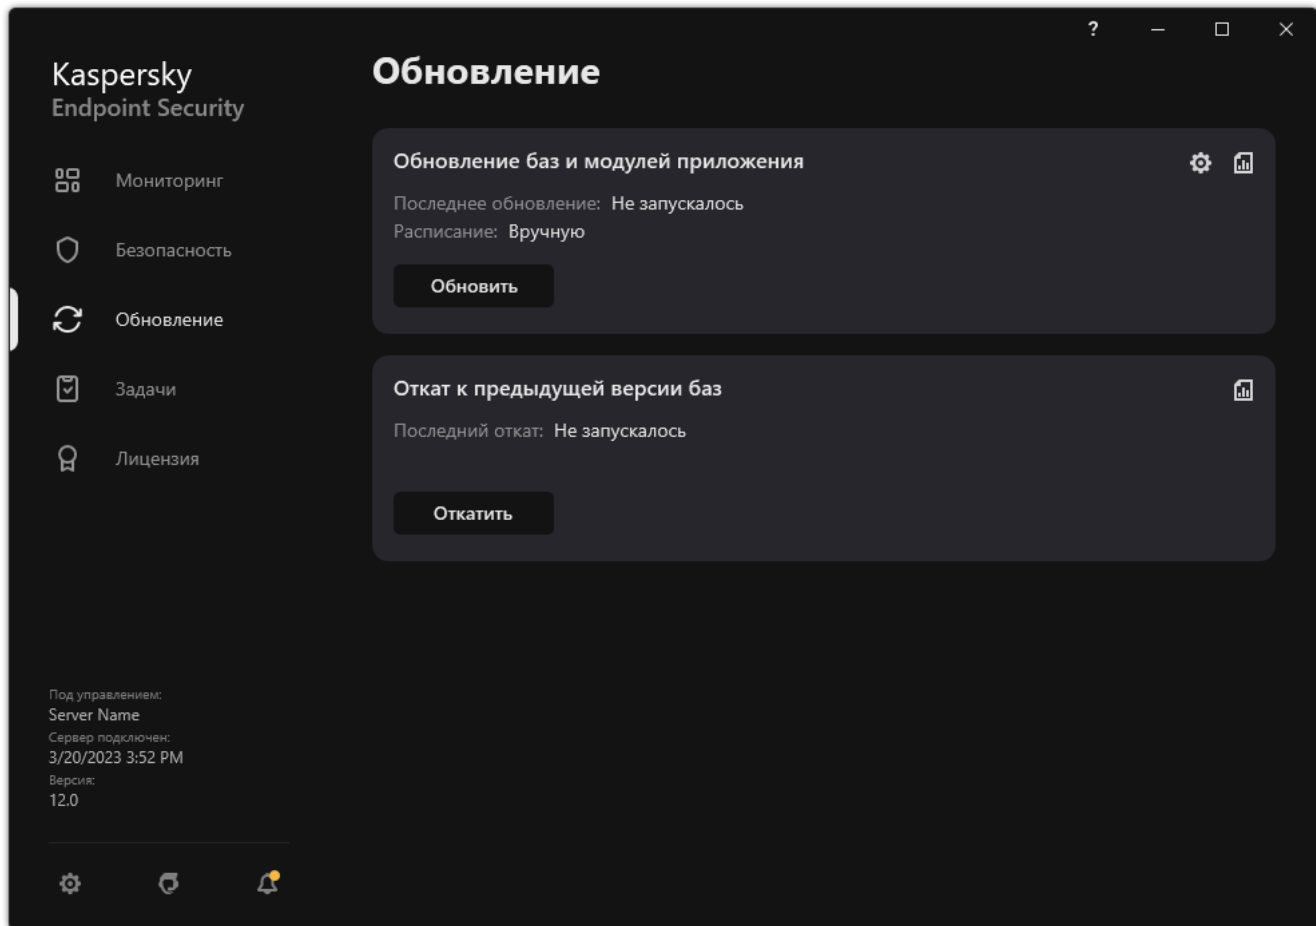 ?
Kaspersky
Endpoint Security
Мониторинг
Безопасность
Обновление
Задачи
Лицензия
Под управлением:
Server Name
Сервер подключен:
3/20/2023 3:52 PM
Версия:
12.0
Обновление
Обновление баз и модулей приложения
Последнее обновление: Не запускалось
Расписание: Вручную
Обновить
Откат к предыдущей версии баз
Последний откат: Не запускалось
Откатить